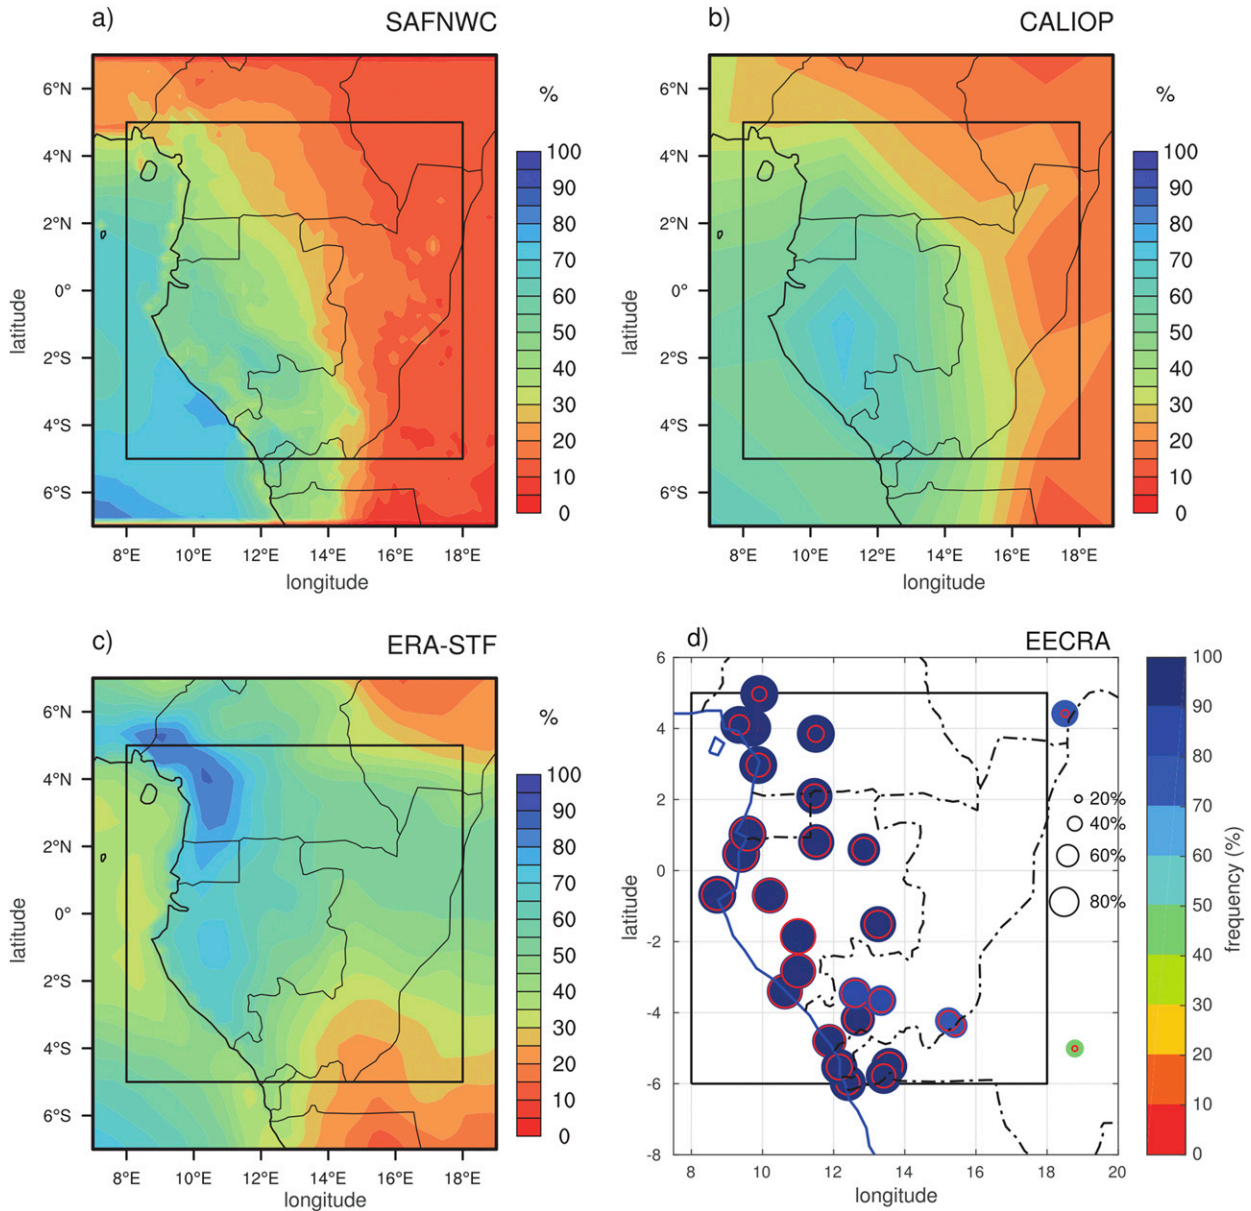 a) SAFNWC
%
6°N
4°N
2°N
0°
2°S
4°S
6°S
latitude
8°E 10°E 12°E 14°E 16°E 18°E
longitude
100
90
80
70
60
50
40
30
20
10
0
b) CALIOP
%
6°N
4°N
2°N
0°
2°S
4°S
6°S
latitude
8°E 10°E 12°E 14°E 16°E 18°E
longitude
100
90
80
70
60
50
40
30
20
10
0
c) ERA-STF
%
6°N
4°N
2°N
0°
2°S
4°S
6°S
latitude
8°E 10°E 12°E 14°E 16°E 18°E
longitude
100
90
80
70
60
50
40
30
20
10
0
d) EECRA
6
4
2
0
-2
-4
-6
-8
latitude
8 10 12 14 16 18 20
longitude
20%
40%
60%
80%
100
90
80
70
60
50
40
30
20
10
0
frequency (%)